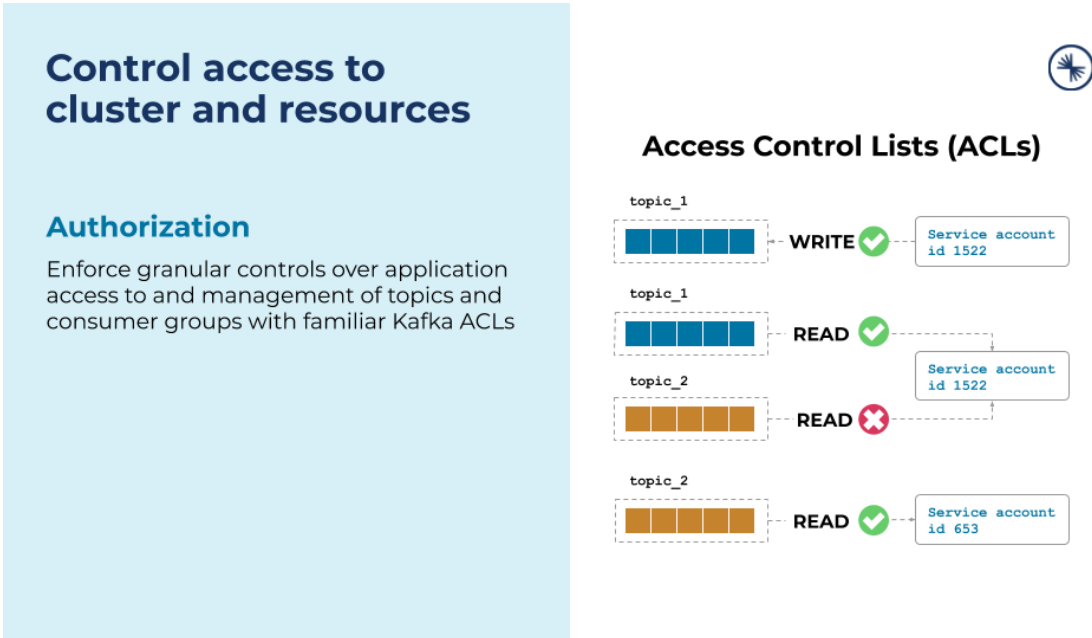 Control access to
cluster and resources
Authorization
Enforce granular controls over application
access to and management of topics and
consumer groups with familiar Kafka ACLs
Access Control Lists (ACLs)
topic_1
WRITE
Service account
id 1522
topic_1
READ
Service account
id 1522
topic_2
READ
topic_2
READ
Service account
id 653